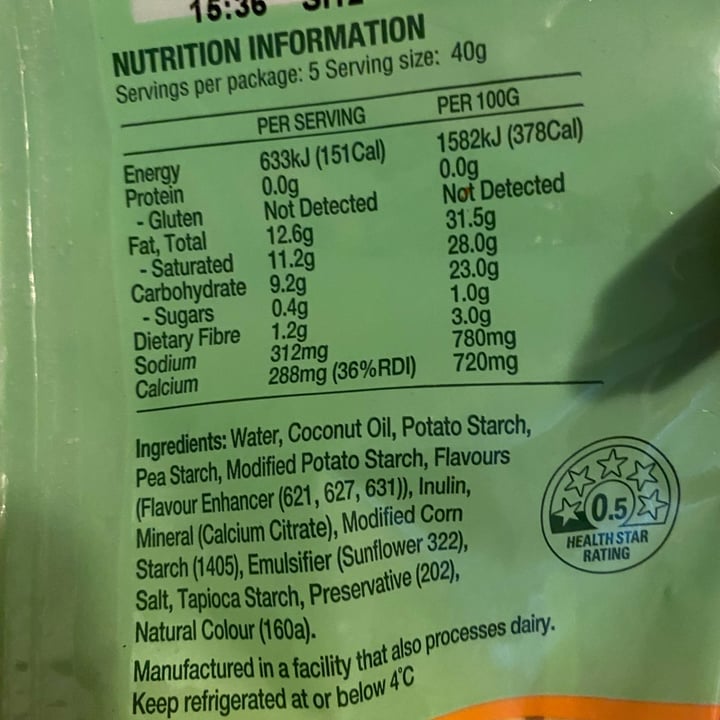 15:36
NUTRITION INFORMATION
Servings per package: 5 Serving size: 40g
PER SERVING PER 100G
Energy 633kJ (151Cal) 1582kJ (378Cal)
Protein 0.0g 0.0g
- Gluten Not Detected Not Detected
Fat, Total 12.6g 31.5g
- Saturated 11.2g 28.0g
Carbohydrate 9.2g 23.0g
- Sugars 0.4g 1.0g
Dietary Fibre 1.2g 3.0g
Sodium 312mg 780mg
Calcium 288mg (36%RDI) 720mg
Ingredients: Water, Coconut Oil, Potato Starch,
Pea Starch, Modified Potato Starch, Flavours
(Flavour Enhancer (621, 627, 631)), Inulin,
Mineral (Calcium Citrate), Modified Corn
Starch (1405), Emulsifier (Sunflower 322),
Salt, Tapioca Starch, Preservative (202),
Natural Colour (160a).
0.5
HEALTH STAR
RATING
Manufactured in a facility that also processes dairy.
Keep refrigerated at or below 4°C